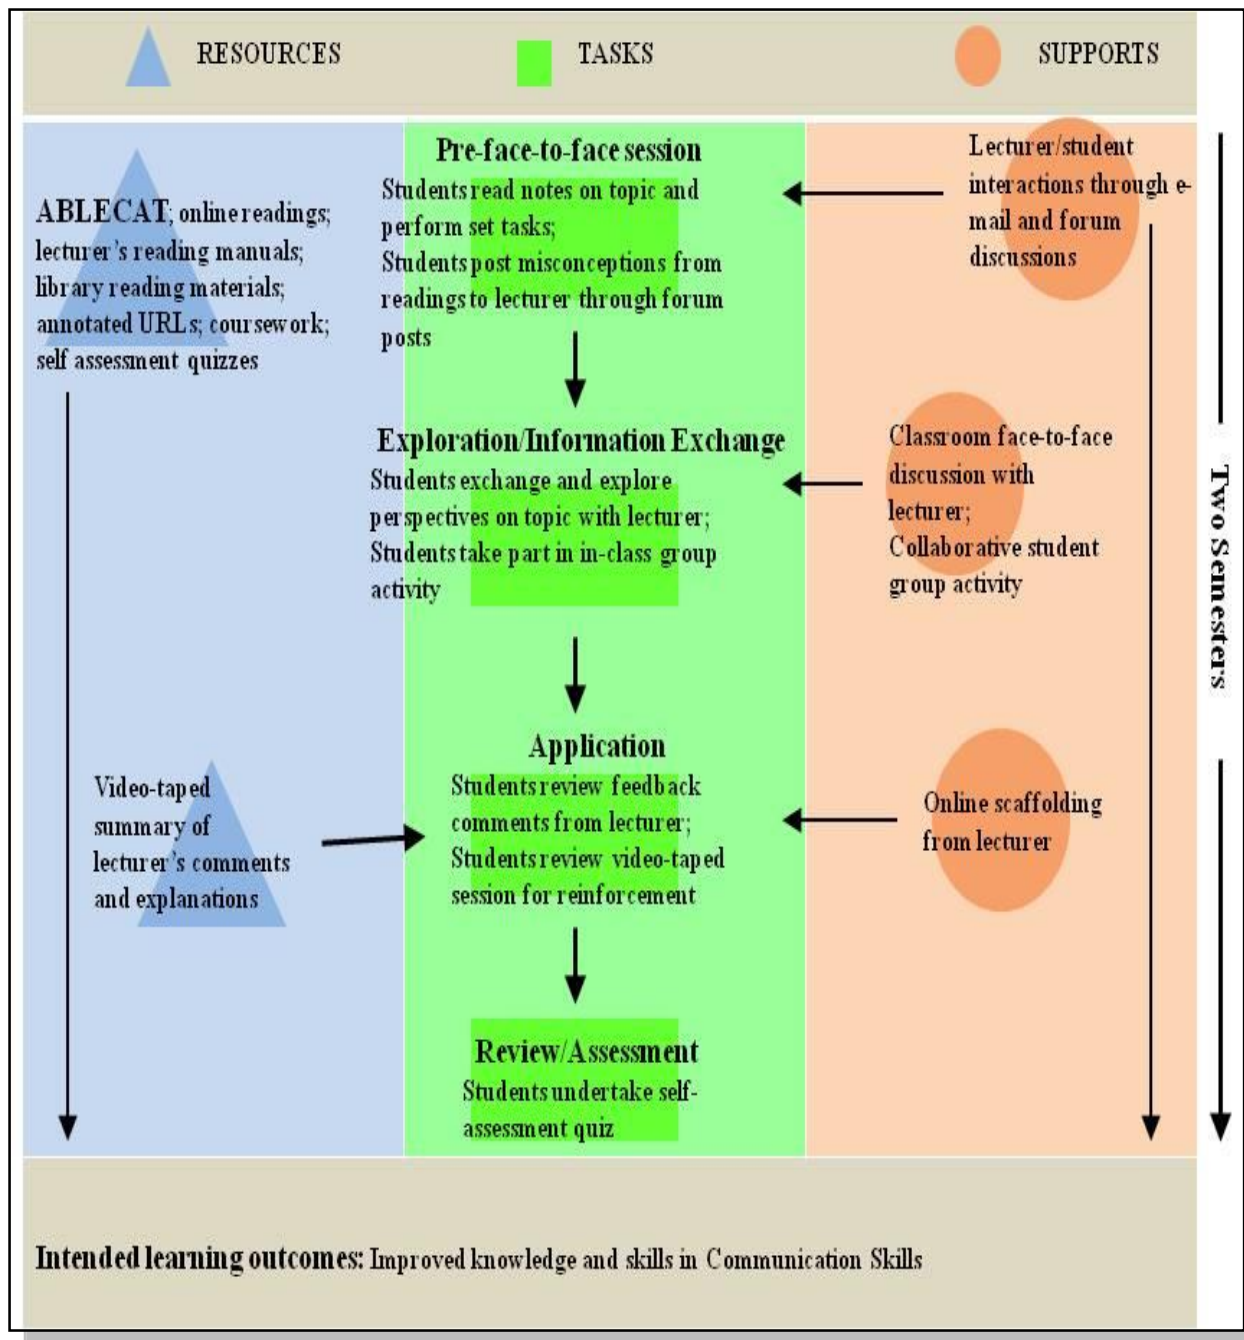 RESOURCES
TASKS
SUPPORTS
ABLECAT; online readings;
lecturer's reading manuals;
library reading materials;
annotated URLs; coursework;
self assessment quizzes
Pre-face-to-face session
Students read notes on topic and
perform set tasks;
Students post misconceptions from
readings to lecturer through forum
posts
Lecturer/student
interactions through e-
mail and forum
discussions
Exploration/Information Exchange
Students exchange and explore
perspectives on topic with lecturer;
Students take part in in-class group
activity
Classroom face-to-face
discussion with
lecturer;
Collaborative student
group activity
Two Semesters
Video-taped
summary of
lecturer's comments
and explanations
Application
Students review feedback
comments from lecturer;
Students review video-taped
session for reinforcement
Online scaffolding
from lecturer
Review/Assessment
Students undertake self-
assessment quiz
Intended learning outcomes: Improved knowledge and skills in Communication Skills